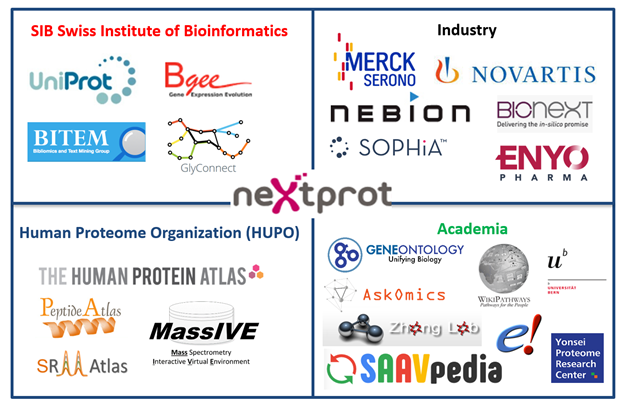 SIB Swiss Institute of Bioinformatics
UniProt
Bgee
Gene Expression Evolution
BITEM
Bibliomics and Text Mining Group
GlyConnect
Industry
MERCK
SERONO
NOVARTIS
NEBION
BIONEXT
Delivering the in-silico promise
SOPHiA™
ENYO
PHARMA
neXtprot
Human Proteome Organization (HUPO)
THE HUMAN PROTEIN ATLAS
PeptideAtlas
MassIVE
Mass Spectrometry
Interactive Virtual Environment
SRM Atlas
Academia
GENEONTOLOGY
Unifying Biology
WIKIPATHWAYS
Pathways for the People
u b
b
UNIVERSITÄT
BERN
AskOmics
Zhang Lab
e!
Yonsei
Proteome
Research
Center
SAAVpedia